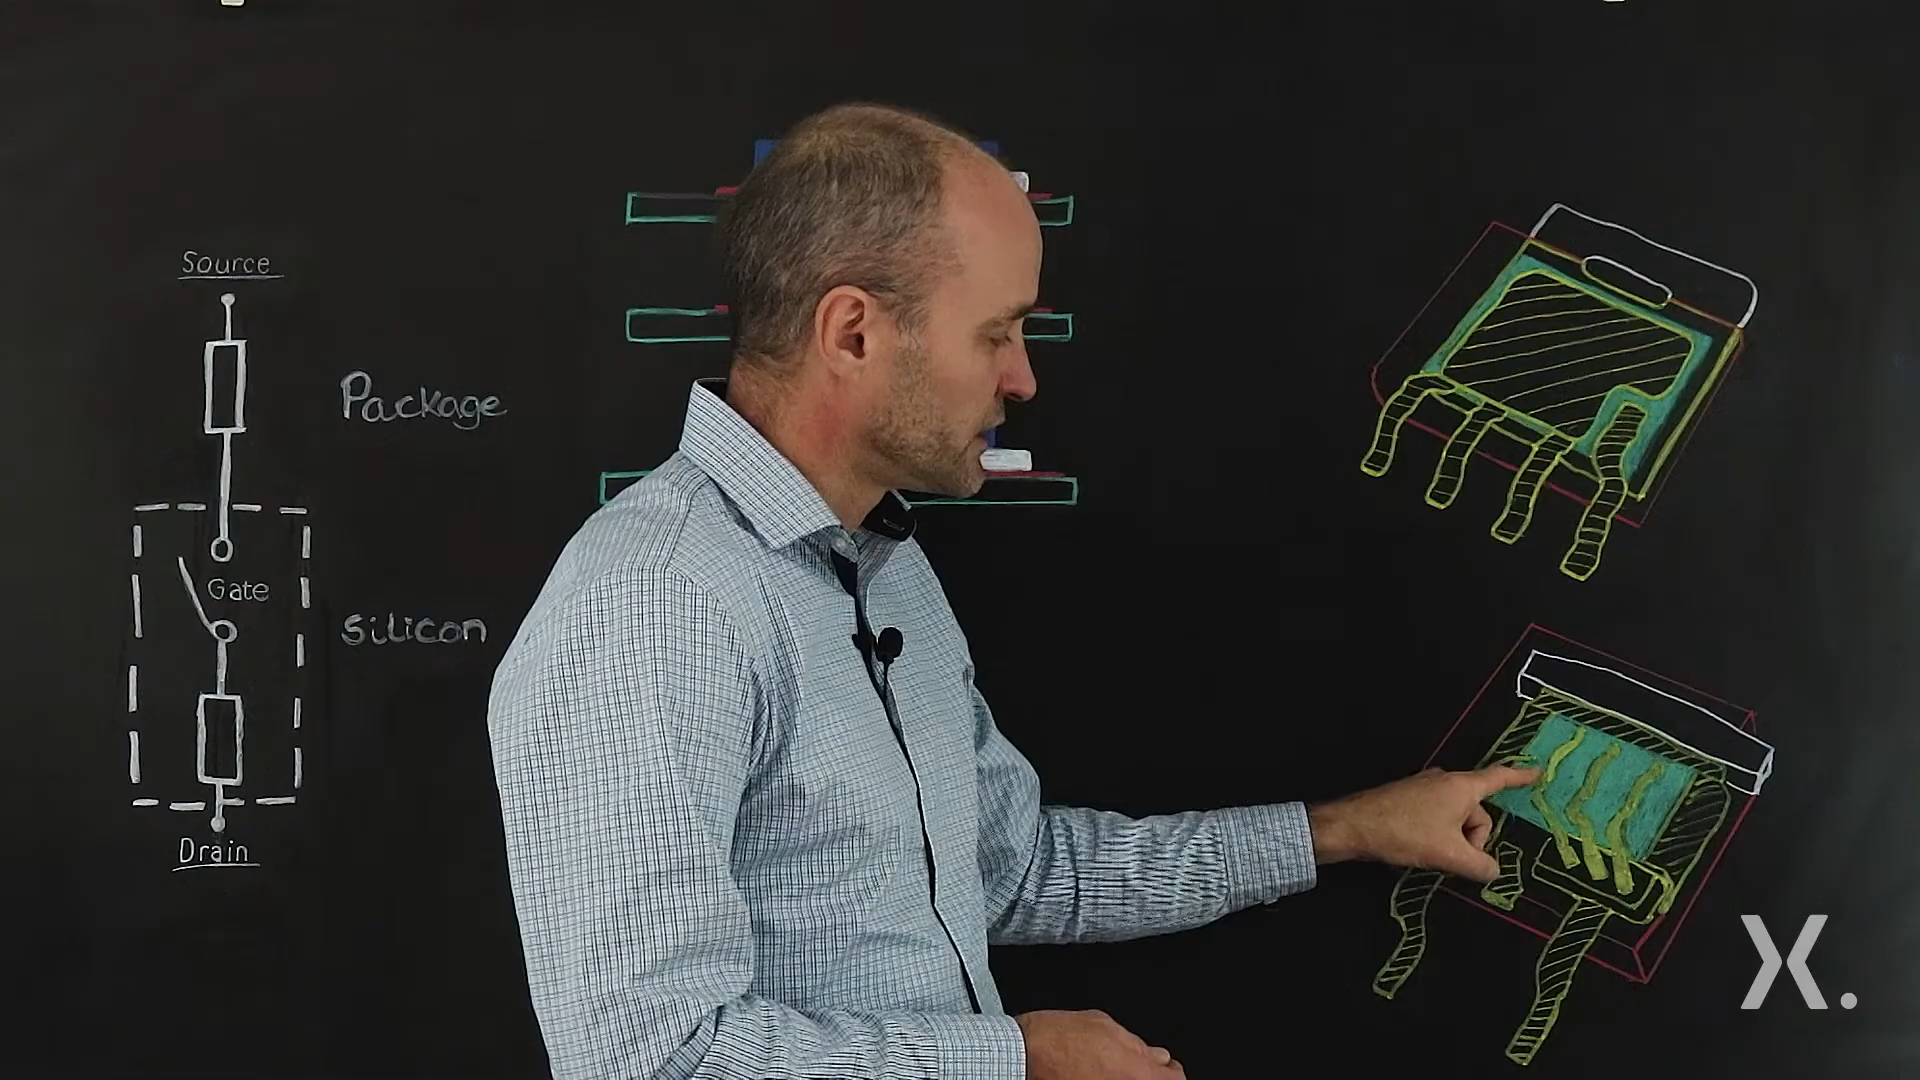 Source
Package
Gate
Silicon
Drain
X.